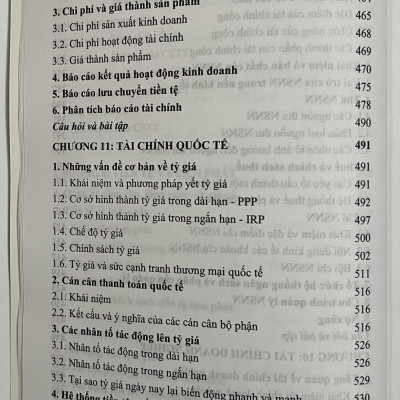 3. Chi phí và giá thành sản phẩm
3.1. Chi phí sản xuất kinh doanh 465
3.2. Chi phí hoạt động tài chính 468
3.3. Giá thành sản phẩm 469
4. Báo cáo kết quả hoạt động kinh doanh 470
5. Báo cáo lưu chuyển tiền tệ 475
6. Phân tích báo cáo tài chính 478
Câu hỏi và bài tập 490
CHƯƠNG 11: TÀI CHÍNH QUỐC TẾ 491
1. Những vấn đề cơ bản về tỷ giá 491
1.1. Khái niệm và phương pháp yết tỷ giá 491
1.2. Cơ sở hình thành tỷ giá trong dài hạn - PPP 492
1.3. Cơ sở hình thành tỷ giá trong ngắn hạn - IRP 497
1.4. Chế độ tỷ giá 500
1.5. Chính sách tỷ giá 502
1.6. Tỷ giá và sức cạnh tranh thương mại quốc tế 511
2. Cán cân thanh toán quốc tế 516
2.1. Khái niệm 516
2.2. Kết cấu và ý nghĩa của các cán cân bộ phận 516
3. Các nhân tố tác động lên tỷ giá 526
3.1. Nhân tố tác động trong dài hạn 526
3.2. Nhân tố tác động trong ngắn hạn 529
3.3. Tại sao tỷ giá ngày nay lại biến động nhanh và mạnh 530
4. Hệ thống tiền